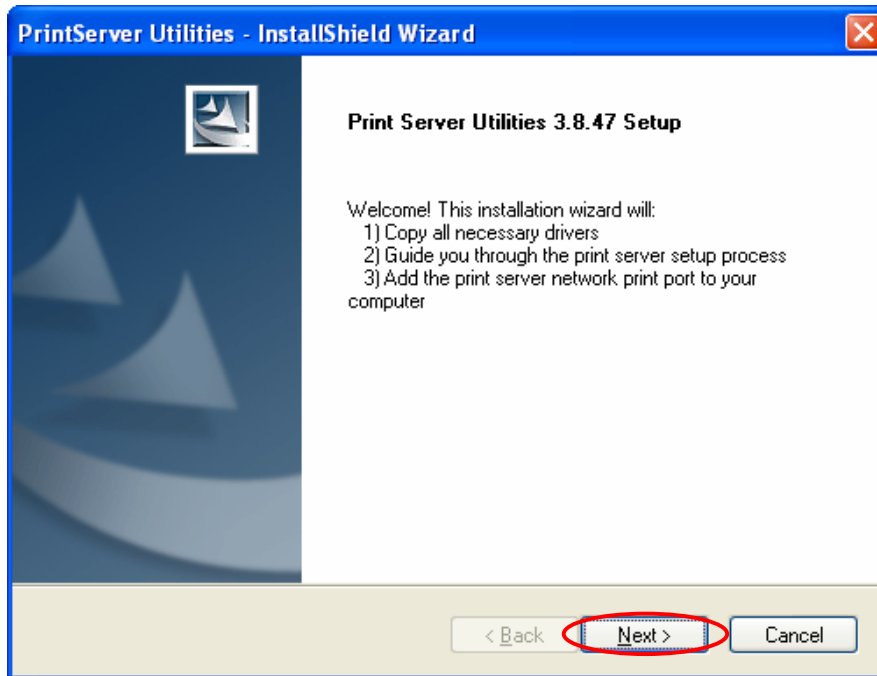 PrintServer Utilities - InstallShield Wizard
Print Server Utilities 3.8.47 Setup
Welcome! This installation wizard will:
1) Copy all necessary drivers
2) Guide you through the print server setup process
3) Add the print server network print port to your
computer
< Back Next > Cancel